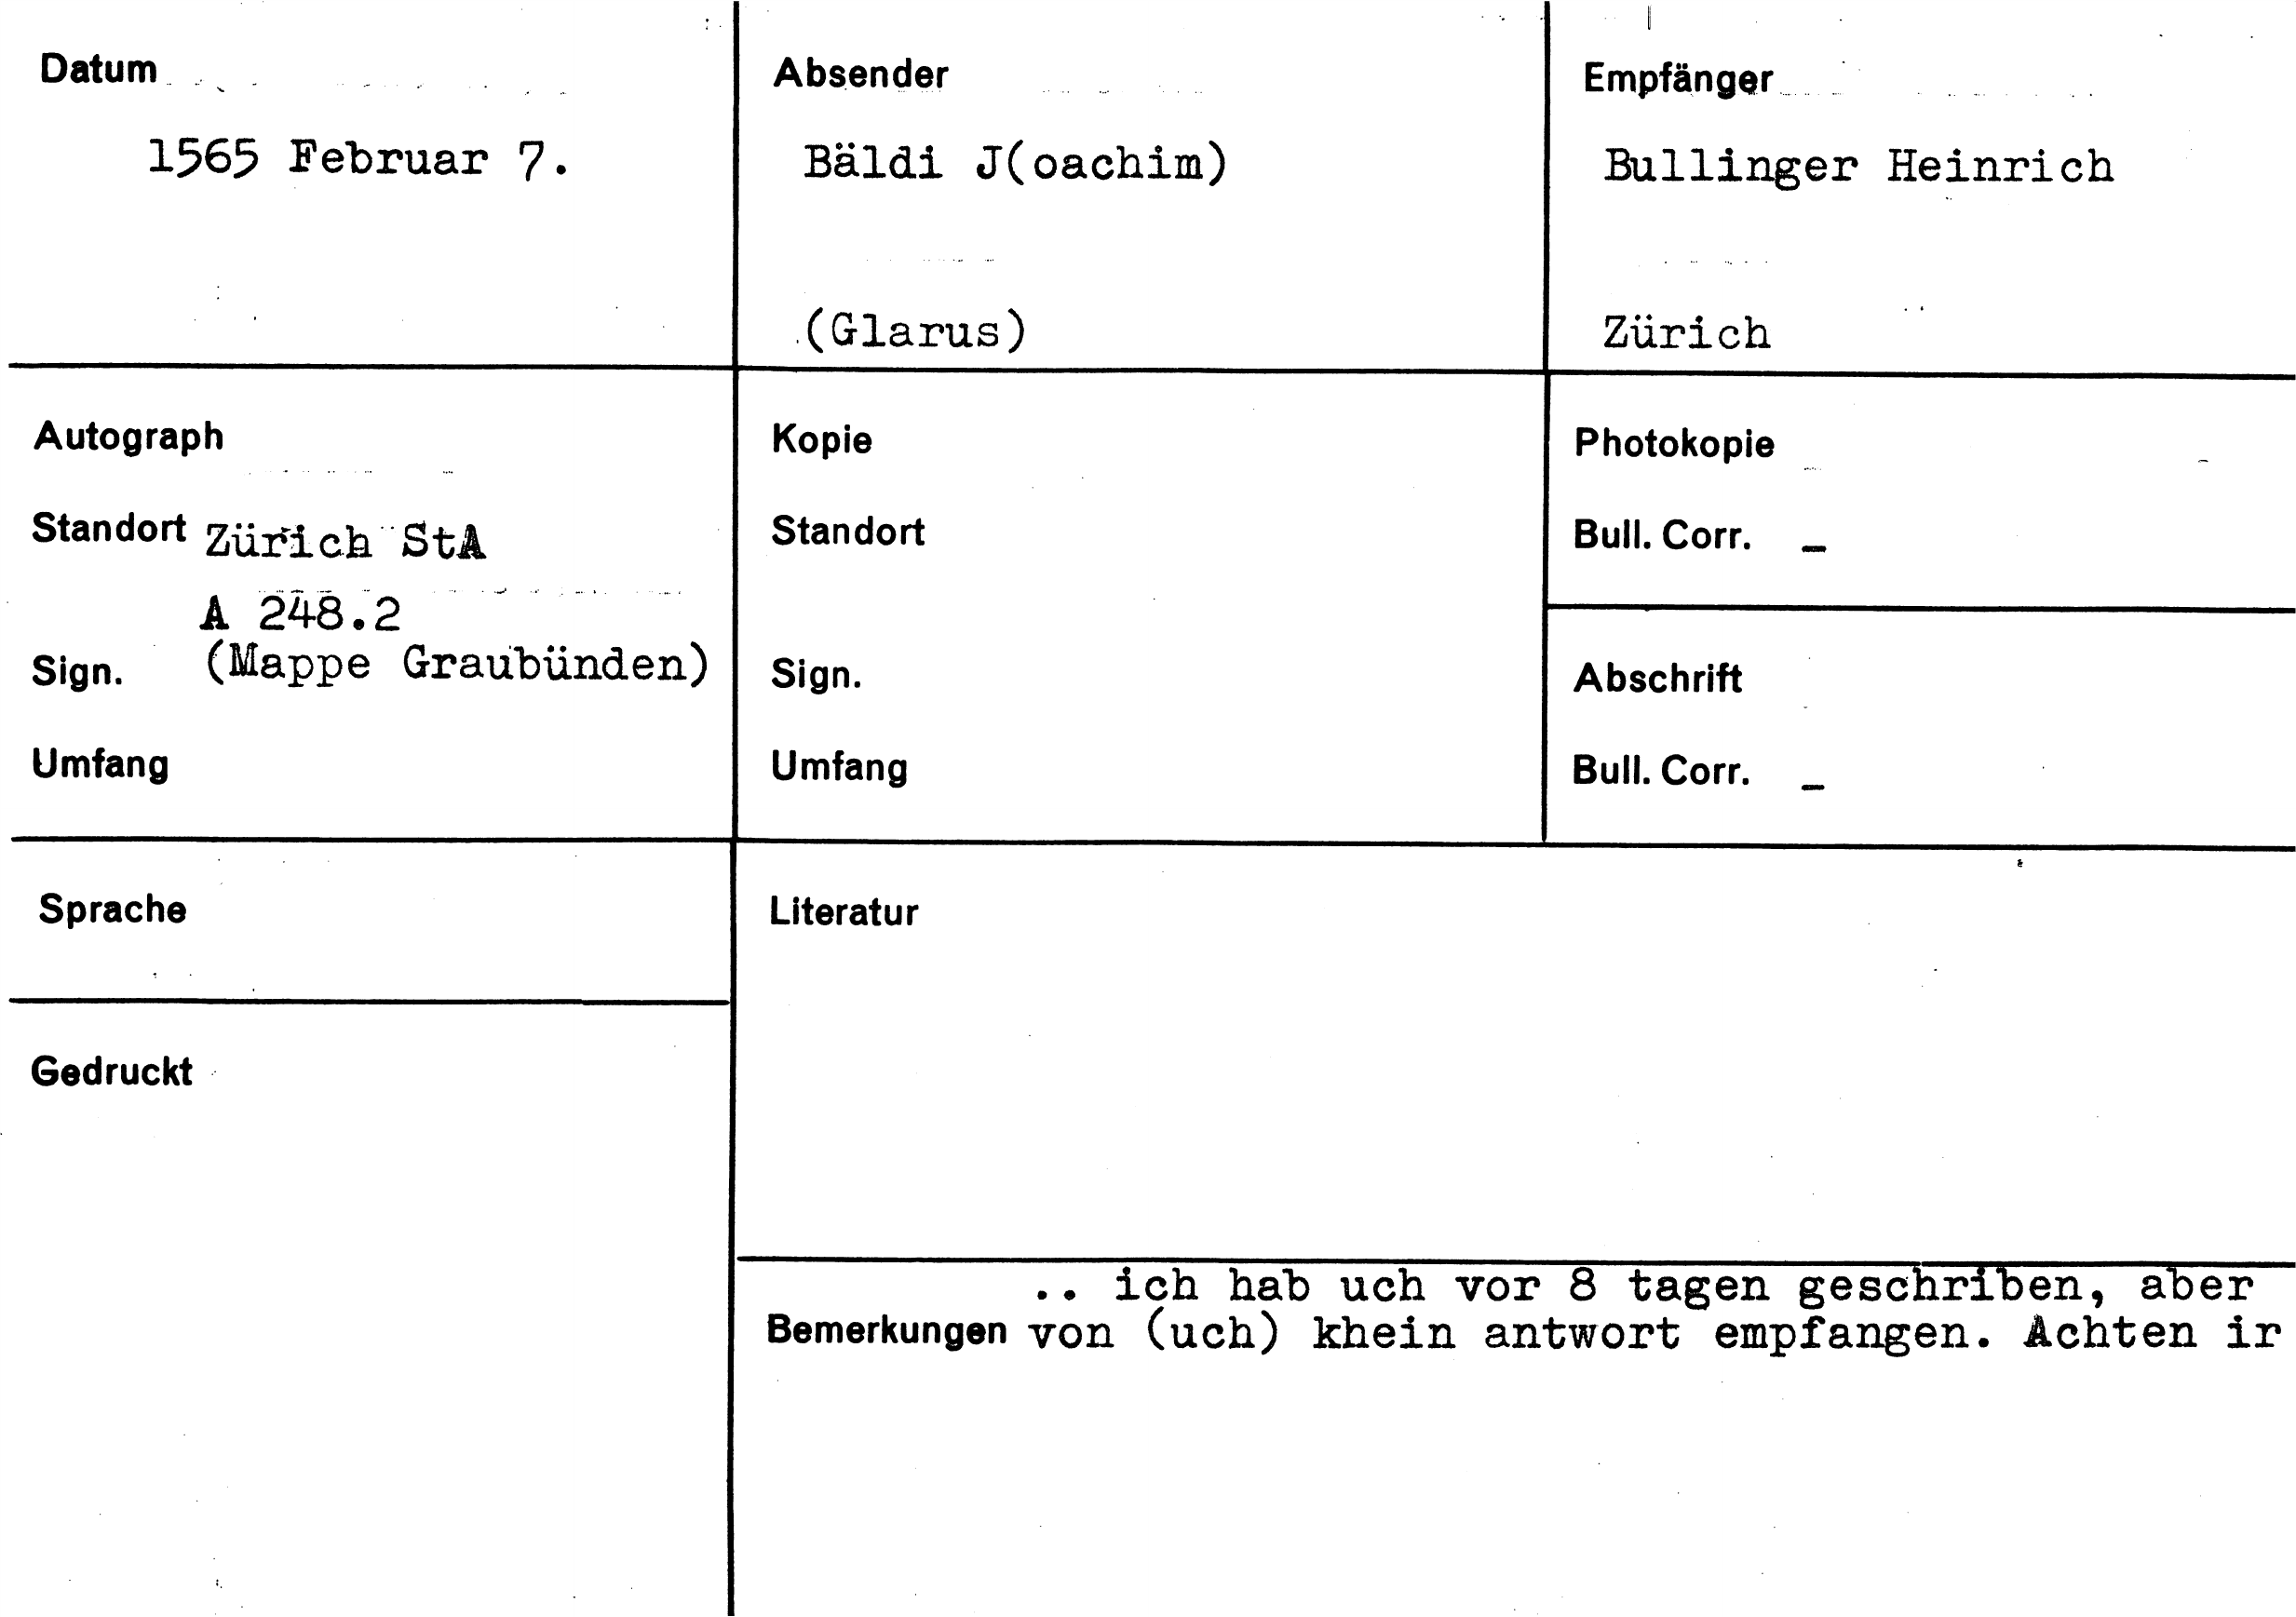 Datum
1565 Februar 7.
Absender
Bäldi J(oachim)
(Glarus)
Empfänger
Bullinger Heinrich
Zürich
Autograph
Standort Zürich StA
A 248.2
Sign. (Mappe Graubünden)
Umfang
Kopie
Standort
Sign.
Umfang
Photokopie
Bull. Corr. –
Abschrift
Bull. Corr. –
Sprache
Gedruckt
Literatur
.. ich hab uch vor 8 tagen geschriben, aber
Bemerkungen von (uch) khein antwort empfangen. Achten ir